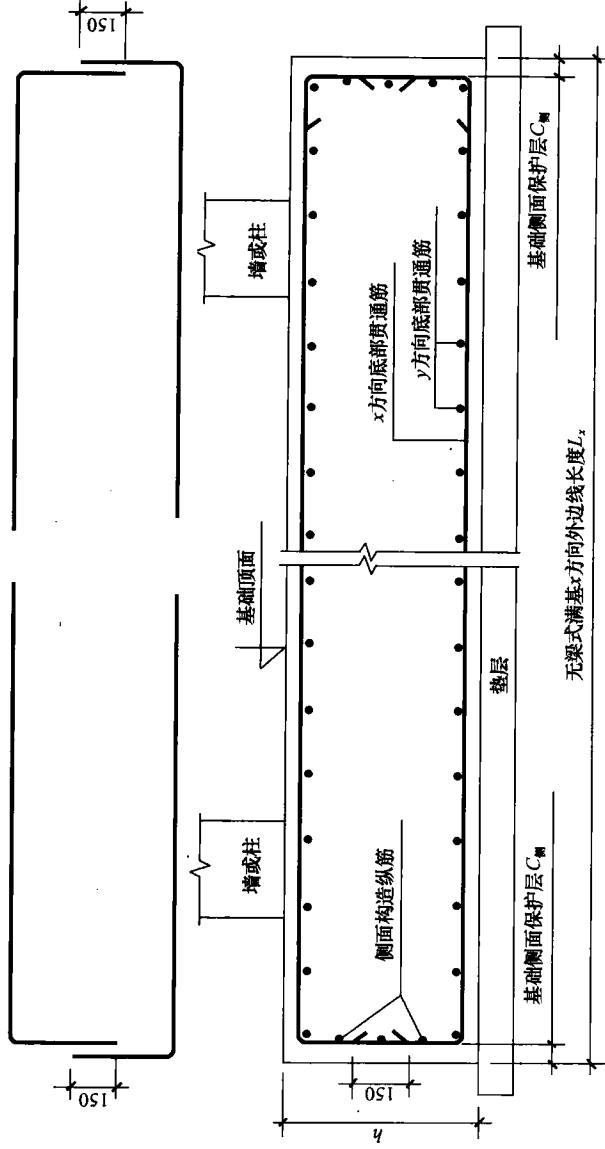 150
150
墙或柱
基础顶面
墙或柱
侧面构造纵筋
x方向底部贯通筋
y方向底部贯通筋
150
h
垫层
基础侧面保护层C侧
基础侧面保护层C侧
无梁式满基x方向外边线长度Lx